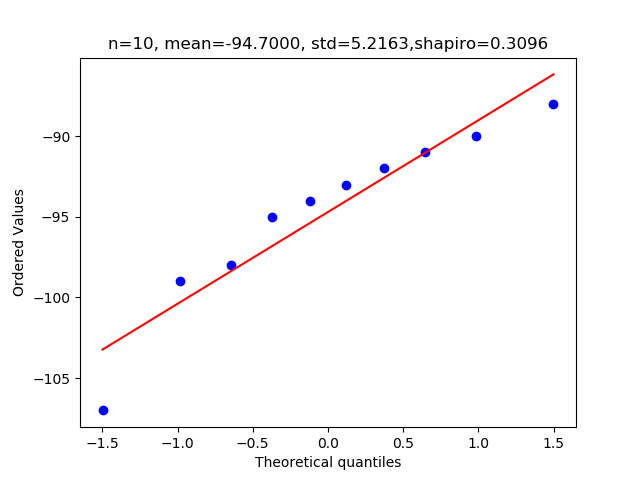 n=10, mean=-94.7000, std=5.2163,shapiro=0.3096
Ordered Values
−90
−95
−100
−105
−1.5 −1.0 −0.5 0.0 0.5 1.0 1.5
Theoretical quantiles